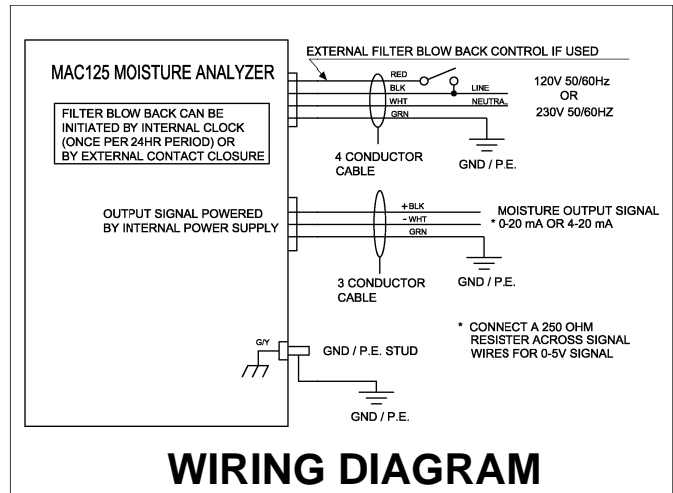 EXTERNAL FILTER BLOW BACK CONTROL IF USED
MAC125 MOISTURE ANALYZER
RED
BLK
LINE
WHT
NEUTRA
GRN
120V 50/60Hz
OR
230V 50/60HZ
FILTER BLOW BACK CAN BE
INITIATED BY INTERNAL CLOCK
(ONCE PER 24HR PERIOD) OR
BY EXTERNAL CONTACT CLOSURE
4 CONDUCTOR
CABLE
GND / P.E.
OUTPUT SIGNAL POWERED
BY INTERNAL POWER SUPPLY
+BLK
-WHT
GRN
MOISTURE OUTPUT SIGNAL
* 0-20 mA OR 4-20 mA
3 CONDUCTOR
CABLE
GND / P.E.
* CONNECT A 250 OHM
RESISTER ACROSS SIGNAL
WIRES FOR 0-5V SIGNAL
G/Y
GND / P.E. STUD
GND / P.E.
WIRING DIAGRAM